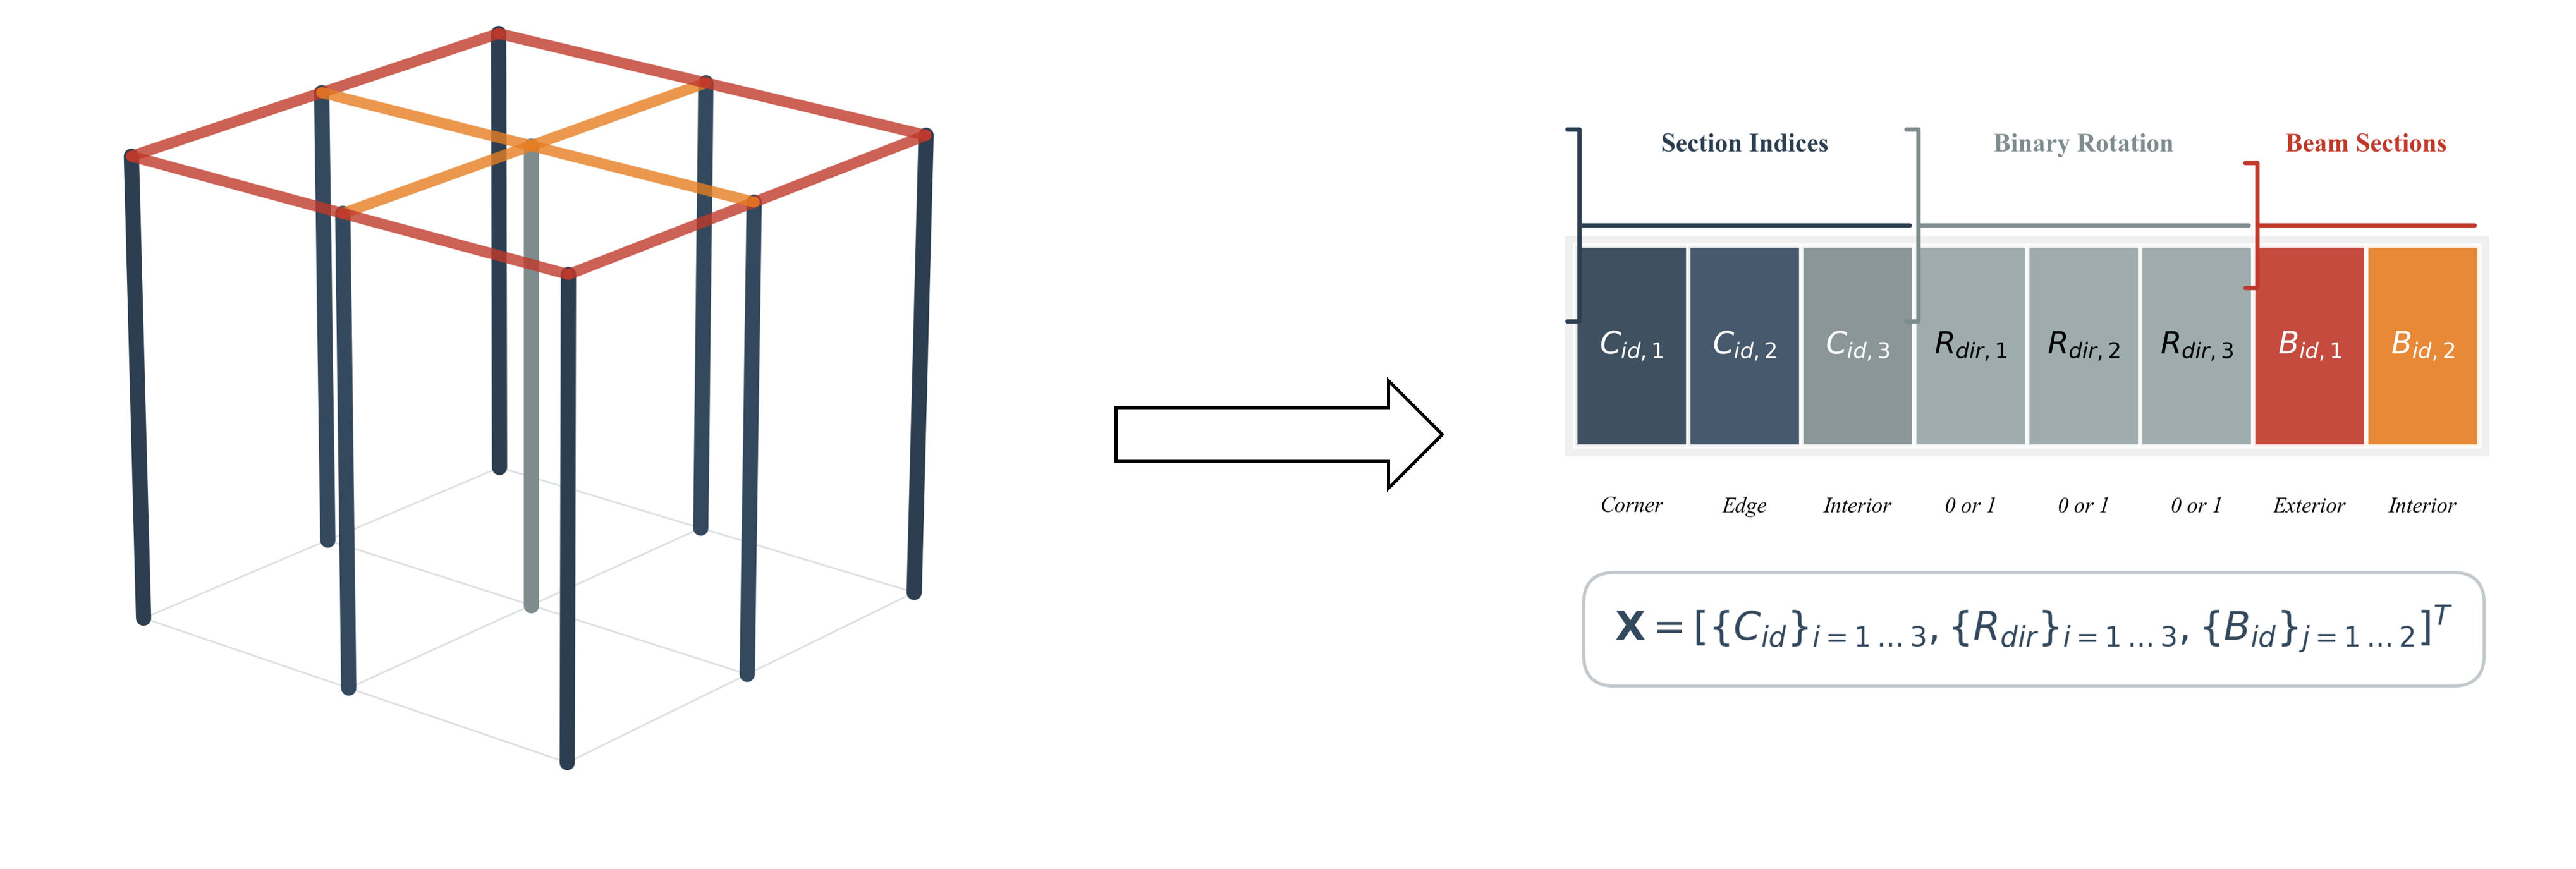 Section Indices Binary Rotation Beam Sections
C_{id, 1} C_{id, 2} C_{id, 3} R_{dir, 1} R_{dir, 2} R_{dir, 3} B_{id, 1} B_{id, 2}
Corner Edge Interior 0 or 1 0 or 1 0 or 1 Exterior Interior
X = [{C_{id}}_{i = 1 … 3}, {R_{dir}}_{i = 1 … 3}, {B_{id}}_{j = 1 … 2}]^T